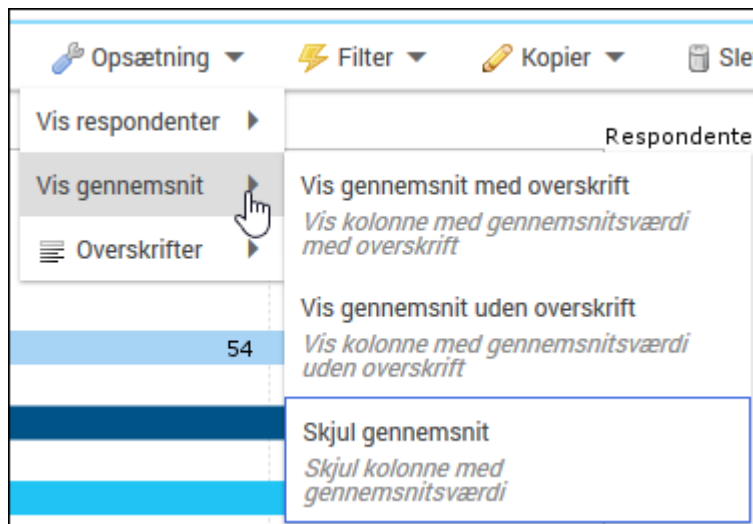 Opsætning Filter Kopier
Vis respondenter
Respondente
Vis gennemsnit
Overskrifter
Vis gennemsnit med overskrift
Vis kolonne med gennemsnitsværdi
med overskrift
Vis gennemsnit uden overskrift
Vis kolonne med gennemsnitsværdi
uden overskrift
Skjul gennemsnit
Skjul kolonne med
gennemsnitsværdi
54